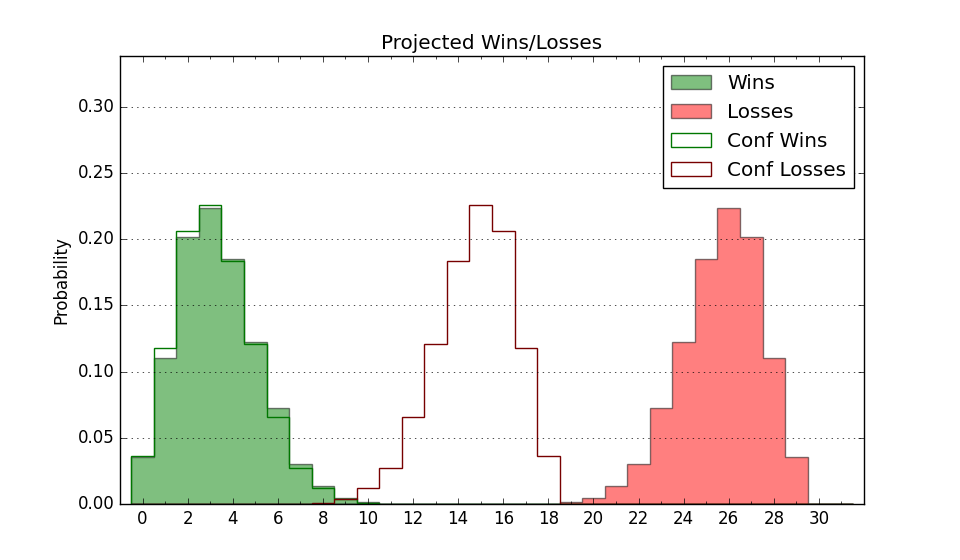 Projected Wins/Losses
Wins
Losses
Conf Wins
Conf Losses
Probability
0.30
0.25
0.20
0.15
0.10
0.05
0.00
0 2 4 6 8 10 12 14 16 18 20 22 24 26 28 30